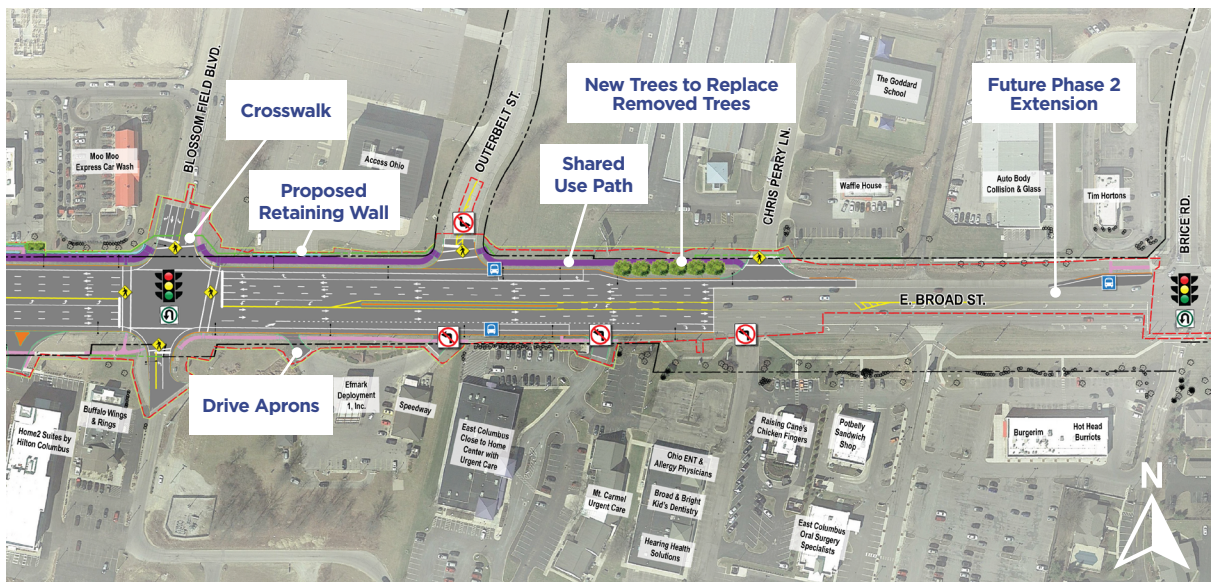 BLOSSOM FIELD BLVD.
Crosswalk
OUTERBELT ST.
New Trees to Replace
Removed Trees
The Goddard
School
Future Phase 2
Extension
Moo Moo
Express Car Wash
Access Ohio
Proposed
Retaining Wall
Shared
Use Path
CHRIS PERRY LN.
Waffle House
Auto Body
Collision & Glass
Tim Hortons
BRICE RD.
E. BROAD ST.
Drive Aprons
Home2 Suites by
Hilton Columbus
Buffalo Wings
& Rings
Efmark
Deployment
1, Inc.
Speedway
East Columbus
Close to Home
Center with
Urgent Care
Mt. Carmel
Urgent Care
Ohio ENT &
Allergy Physicians
Broad & Bright
Kid's Dentistry
Hearing Health
Solutions
Raising Cane's
Chicken Fingers
Potbelly
Sandwich
Shop
East Columbus
Oral Surgery
Specialists
Burgerim
Hot Head
Burriots
N